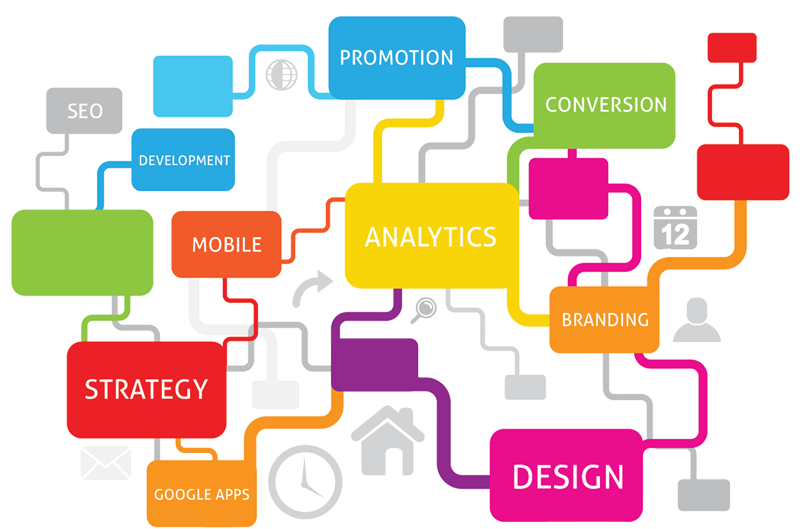 PROMOTION
CONVERSION
SEO
DEVELOPMENT
MOBILE
ANALYTICS
12
BRANDING
STRATEGY
DESIGN
GOOGLE APPS